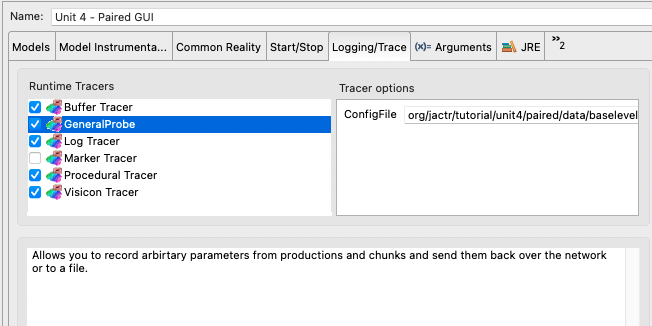 Name: Unit 4 - Paired GUI
Models Model Instrumenta... Common Reality Start/Stop Logging/Trace (x)= Arguments JRE »2
Runtime Tracers
Buffer Tracer
GeneralProbe
Log Tracer
Marker Tracer
Procedural Tracer
Visicon Tracer
Tracer options
ConfigFile org/jactr/tutorial/unit4/paired/data/baselevel
Allows you to record arbirtary parameters from productions and chunks and send them back over the network
or to a file.